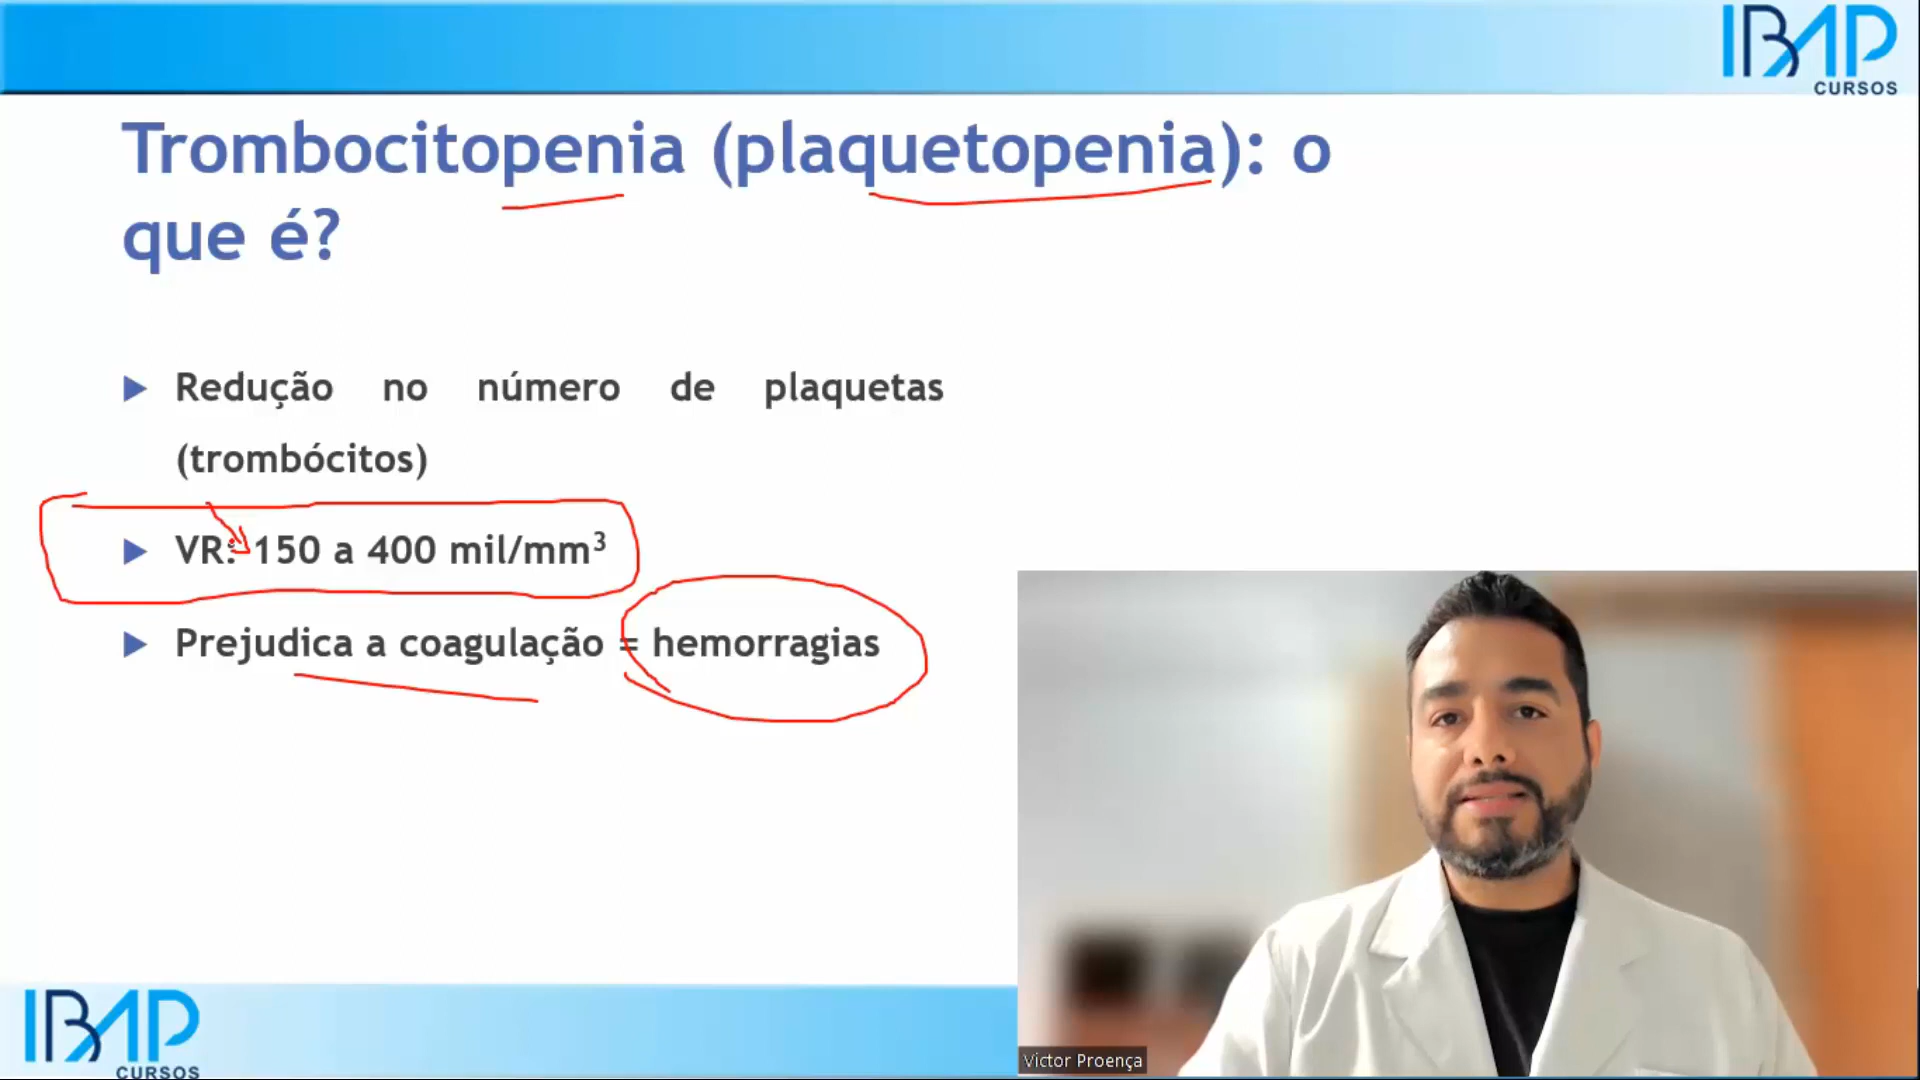 IBAP
CURSOS
Trombocitopenia (plaquetopenia): o
que é?
Redução no número de plaquetas
(trombócitos)
VR: 150 a 400 mil/mm³
Prejudica a coagulação = hemorragias
Victor Proença
IBAP
CURSOS